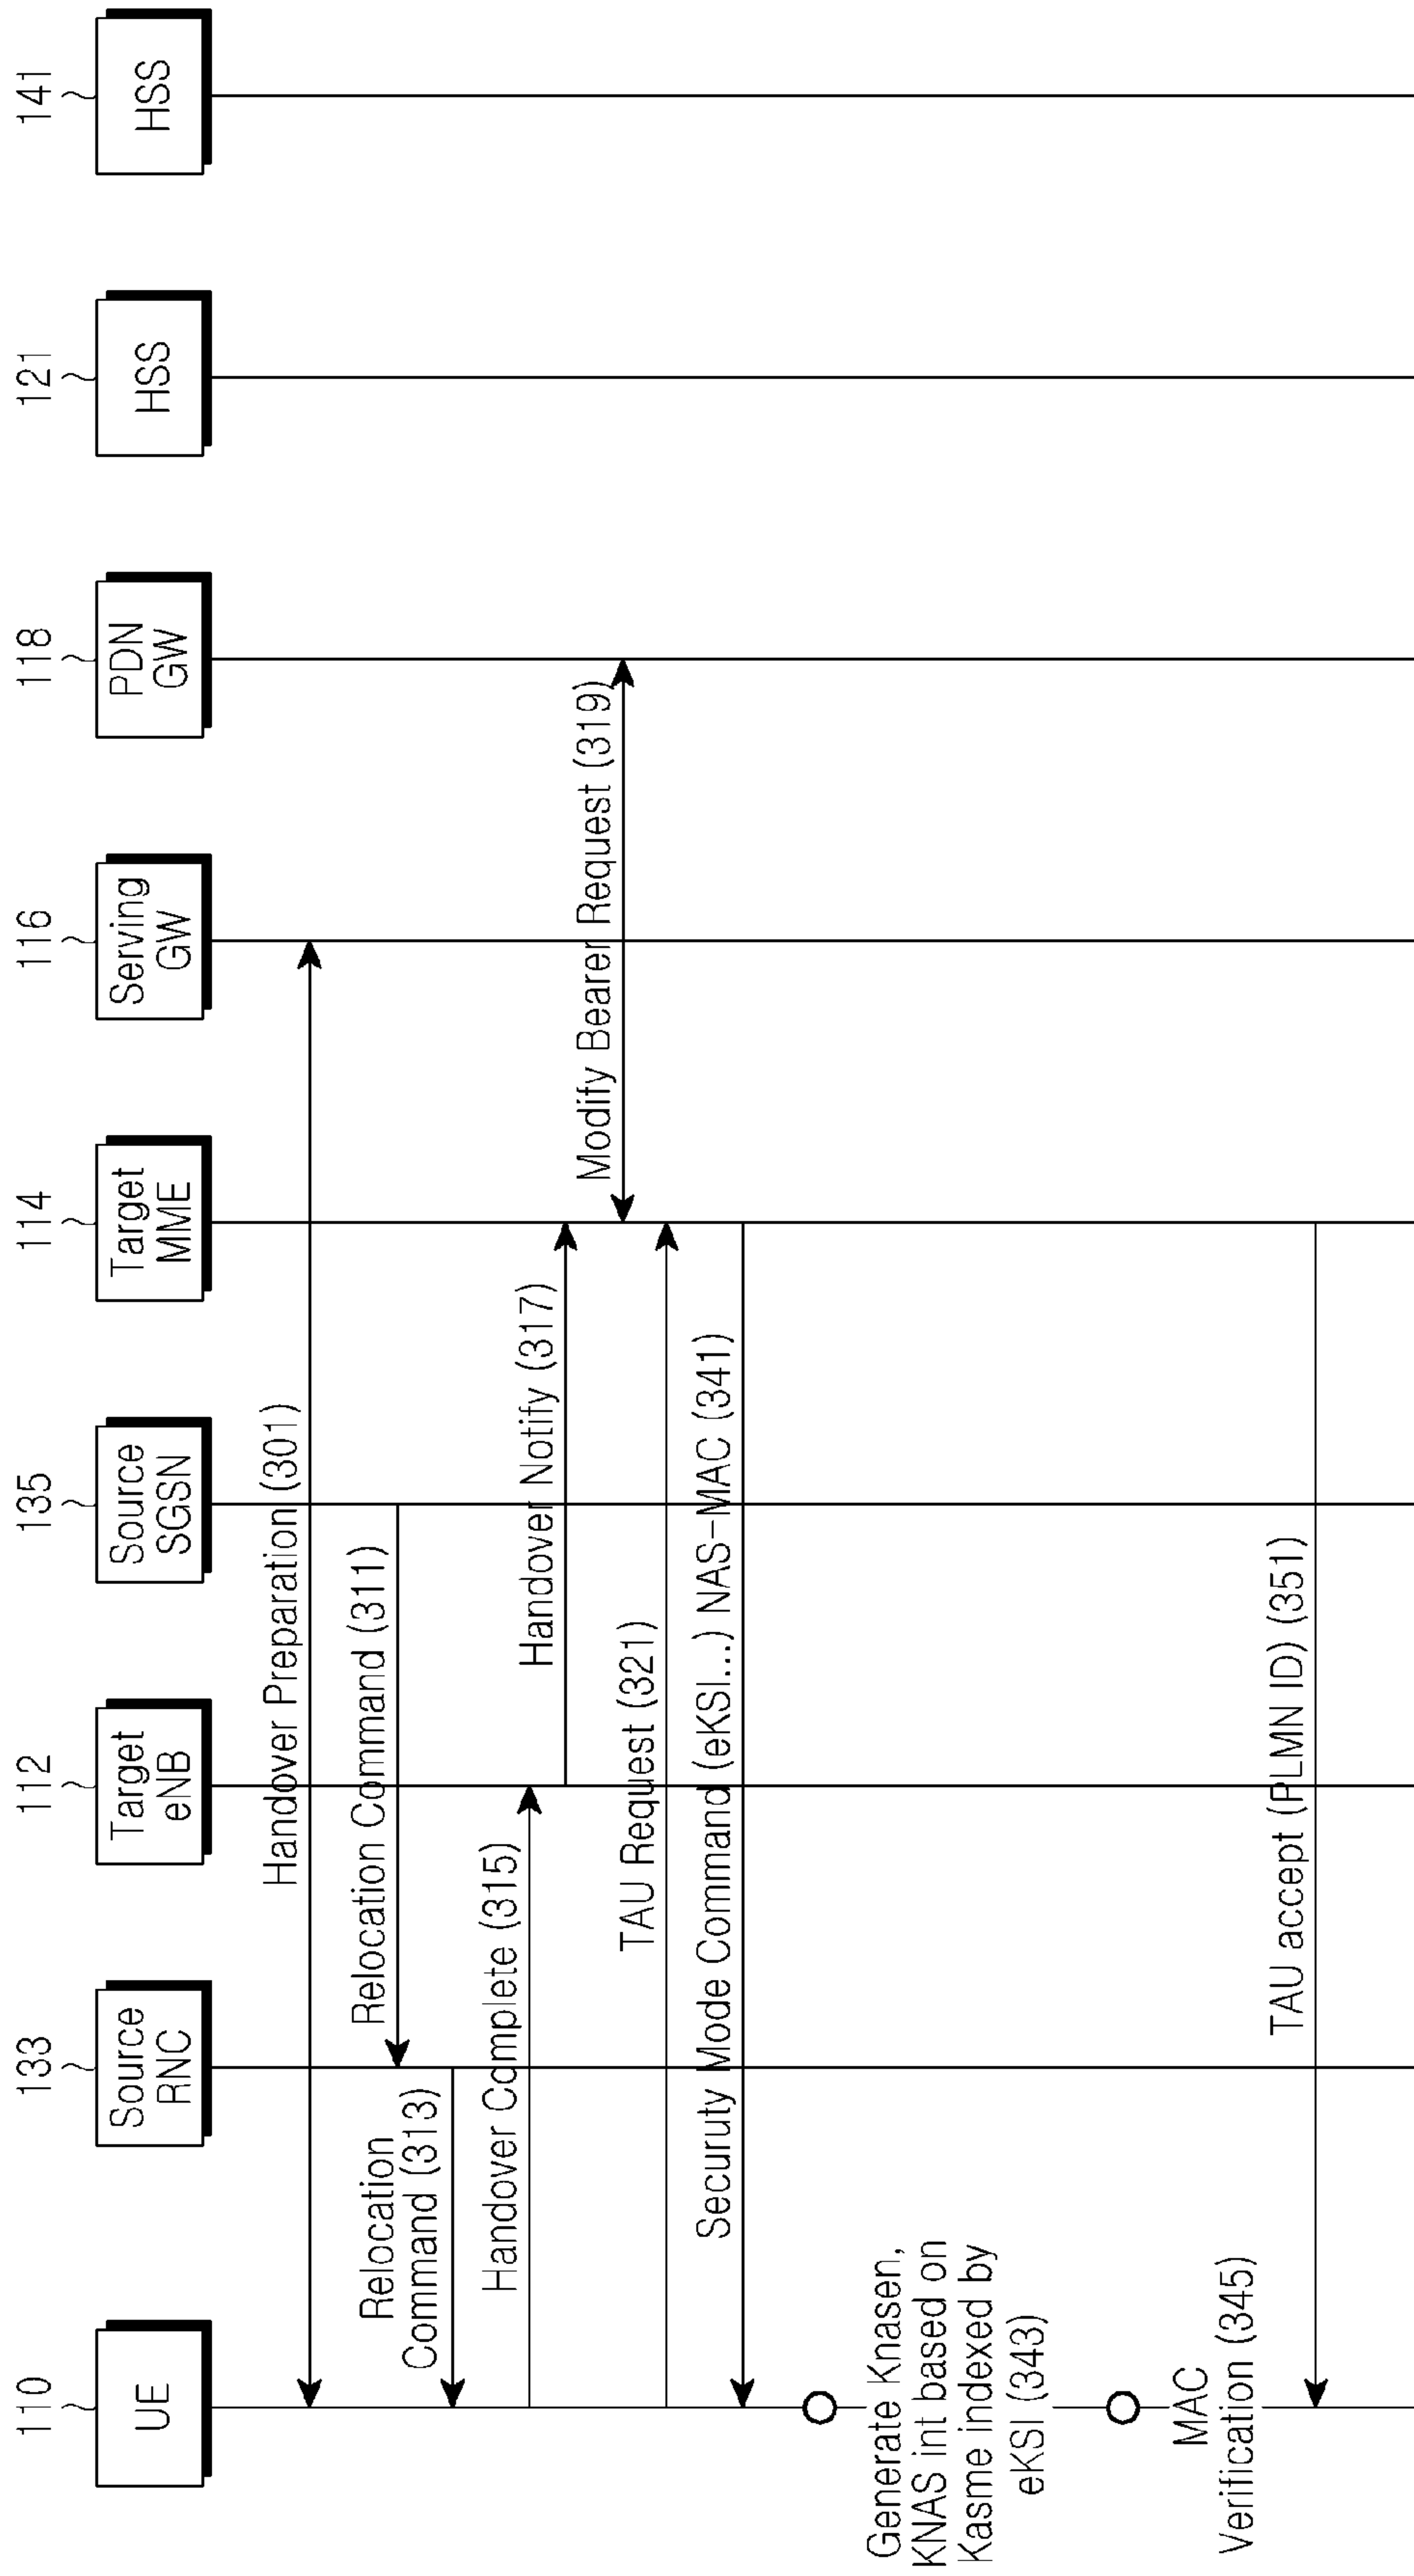 110
133
112
135
114
116
118
121
141
UE
Source
RNC
Target
eNB
Source
SGSN
Target
MME
Serving
GW
PDN
GW
HSS
HSS
Handover Preparation (301)
Relocation Command (311)
Relocation
Command (313)
Handover Complete (315)
Handover Notify (317)
Modify Bearer Request (319)
TAU Request (321)
Securuty Mode Command (eKSI...) NAS-MAC (341)
Generate Knasen,
KNAS int based on
Kasme indexed by
eKSI (343)
MAC
Verification (345)
TAU accept (PLMN ID) (351)